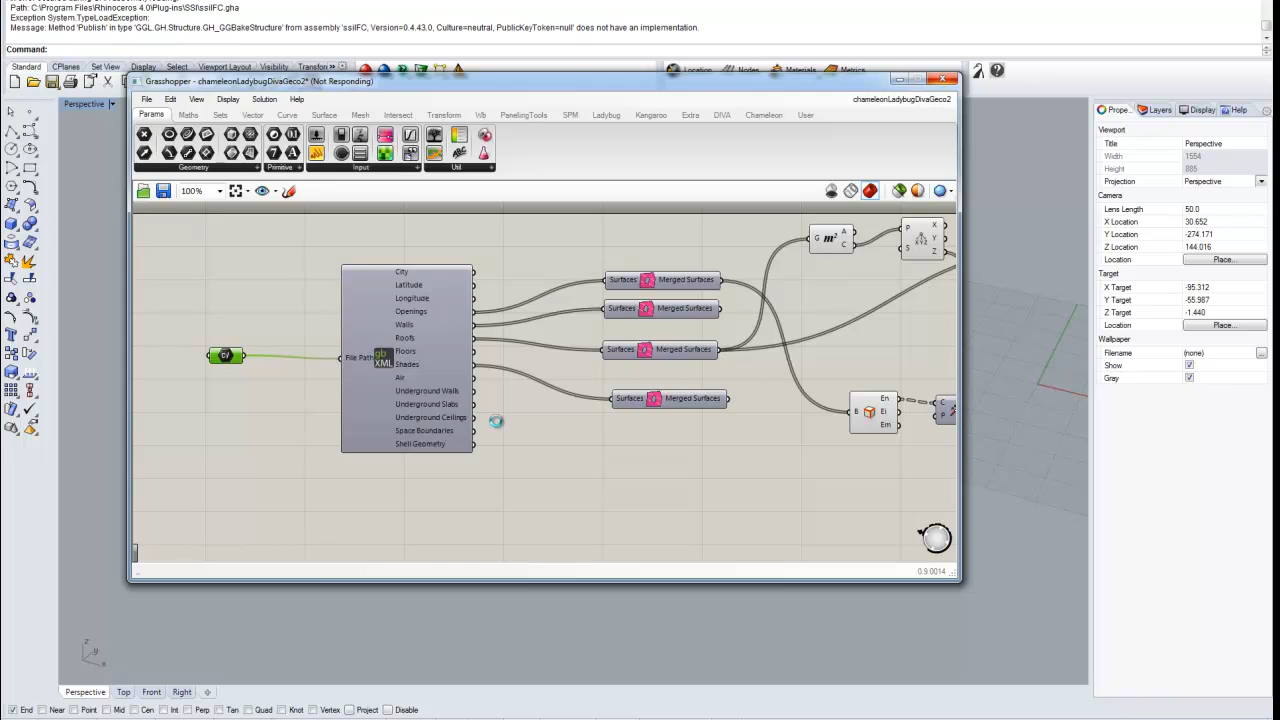 Path: C:\Program Files\Rhinoceros 4.0\Plug-ins\SSI\ssiIFC.gha
Exception System.TypeLoadException:
Message: Method 'Publish' in type 'GGL.GH.Structure.GH_GGBakeStructure' from assembly 'ssiIFC, Version=0.4.43.0, Culture=neutral, PublicKeyToken=null' does not have an implementation.
Command:
Standard CPlanes Set View Display Select Viewport Layout Visibility Transform
Perspective
Grasshopper - chameleonLadybugDivaGeco2* (Not Responding)
File Edit View Display Solution Help
chameleonLadybugDivaGeco2
Params Maths Sets Vector Curve Surface Mesh Intersect Transform Wb PanelingTools SPM Ladybug Kangaroo Extra DIVA Chameleon User
Geometry Primitive Input Util
100%
City
Latitude
Longitude
Openings
Walls
Roofs
Floors
File Path gb XML
Shades
Air
Underground Walls
Underground Slabs
Underground Ceilings
Space Boundaries
Shell Geometry
Surfaces Merged Surfaces
Surfaces Merged Surfaces
Surfaces Merged Surfaces
Surfaces Merged Surfaces
G m² A C
P S X Y Z
B En Ei Em
C P
0.9.0014
Prope... Layers Display Help
Viewport
Title Perspective
Width 1554
Height 885
Projection Perspective
Camera
Lens Length 50.0
X Location 30.652
Y Location -274.171
Z Location 144.016
Location Place...
Target
X Target -95.312
Y Target -55.987
Z Target -1.440
Location Place...
Wallpaper
Filename (none)
Show
Gray
z y x
Perspective Top Front Right
End Near Point Mid Cen Int Perp Tan Quad Knot Vertex Project Disable